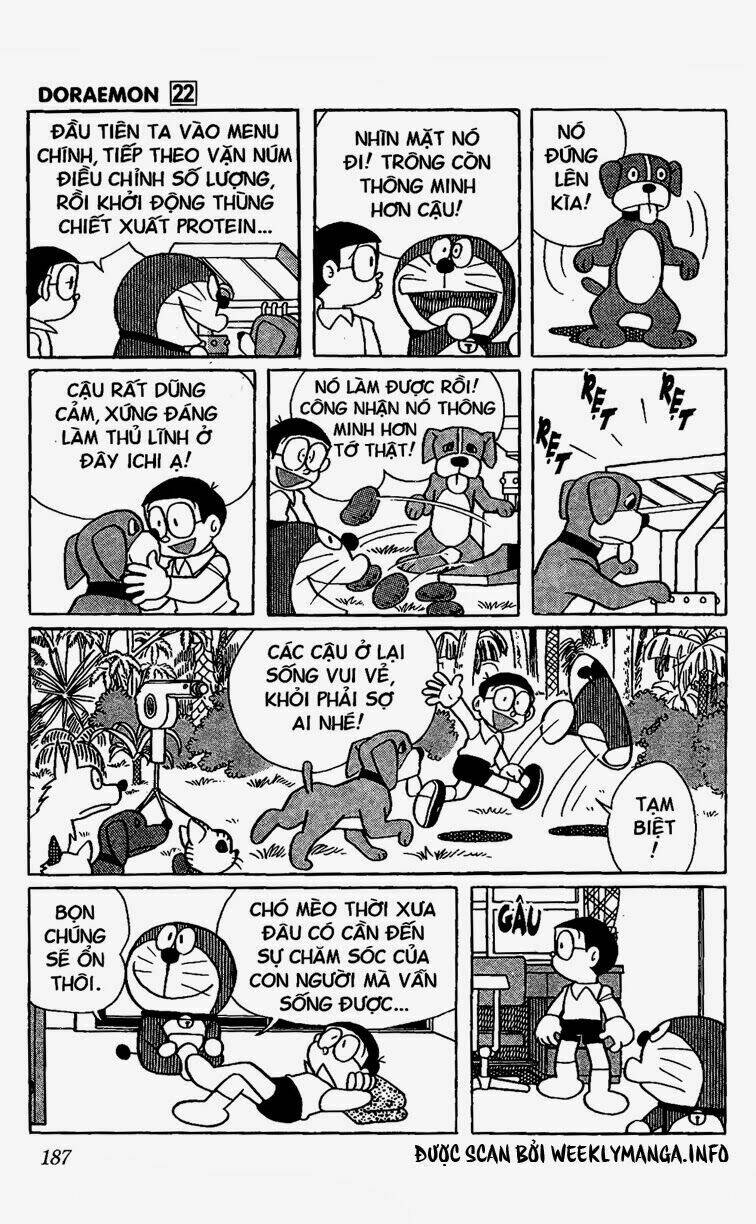 DORAEMON 22
ĐẦU TIÊN TA VÀO MENU
CHÍNH, TIẾP THEO VẶN NÚM
ĐIỀU CHỈNH SỐ LƯỢNG,
RỒI KHỞI ĐỘNG THÙNG
CHIẾT XUẤT PROTEIN...
NHÌN MẶT NÓ
ĐI! TRÔNG CÒN
THÔNG MINH
HƠN CẬU!
NÓ
ĐỨNG
LÊN
KÌA!
CẬU RẤT DŨNG
CẢM, XỨNG ĐÁNG
LÀM THỦ LĨNH Ở
ĐÂY ICHI Ạ!
NÓ LÀM ĐƯỢC RỒI!
CÔNG NHẬN NÓ THÔNG
MINH HƠN
TỚ THẬT!
RẸT
RẸT
RẸT
CÁC CẬU Ở LẠI
SỐNG VUI VẺ,
KHỎI PHẢI SỢ
AI NHÉ!
TẠM
BIỆT
!
BỌN
CHÚNG
SẼ ỔN
THÔI.
CHÓ MÈO THỜI XƯA
ĐÂU CÓ CẦN ĐẾN
SỰ CHĂM SÓC CỦA
CON NGƯỜI MÀ VẪN
SỐNG ĐƯỢC...
GÂU
187
ĐƯỢC SCAN BỞI WEEKLYMANGA.INFO